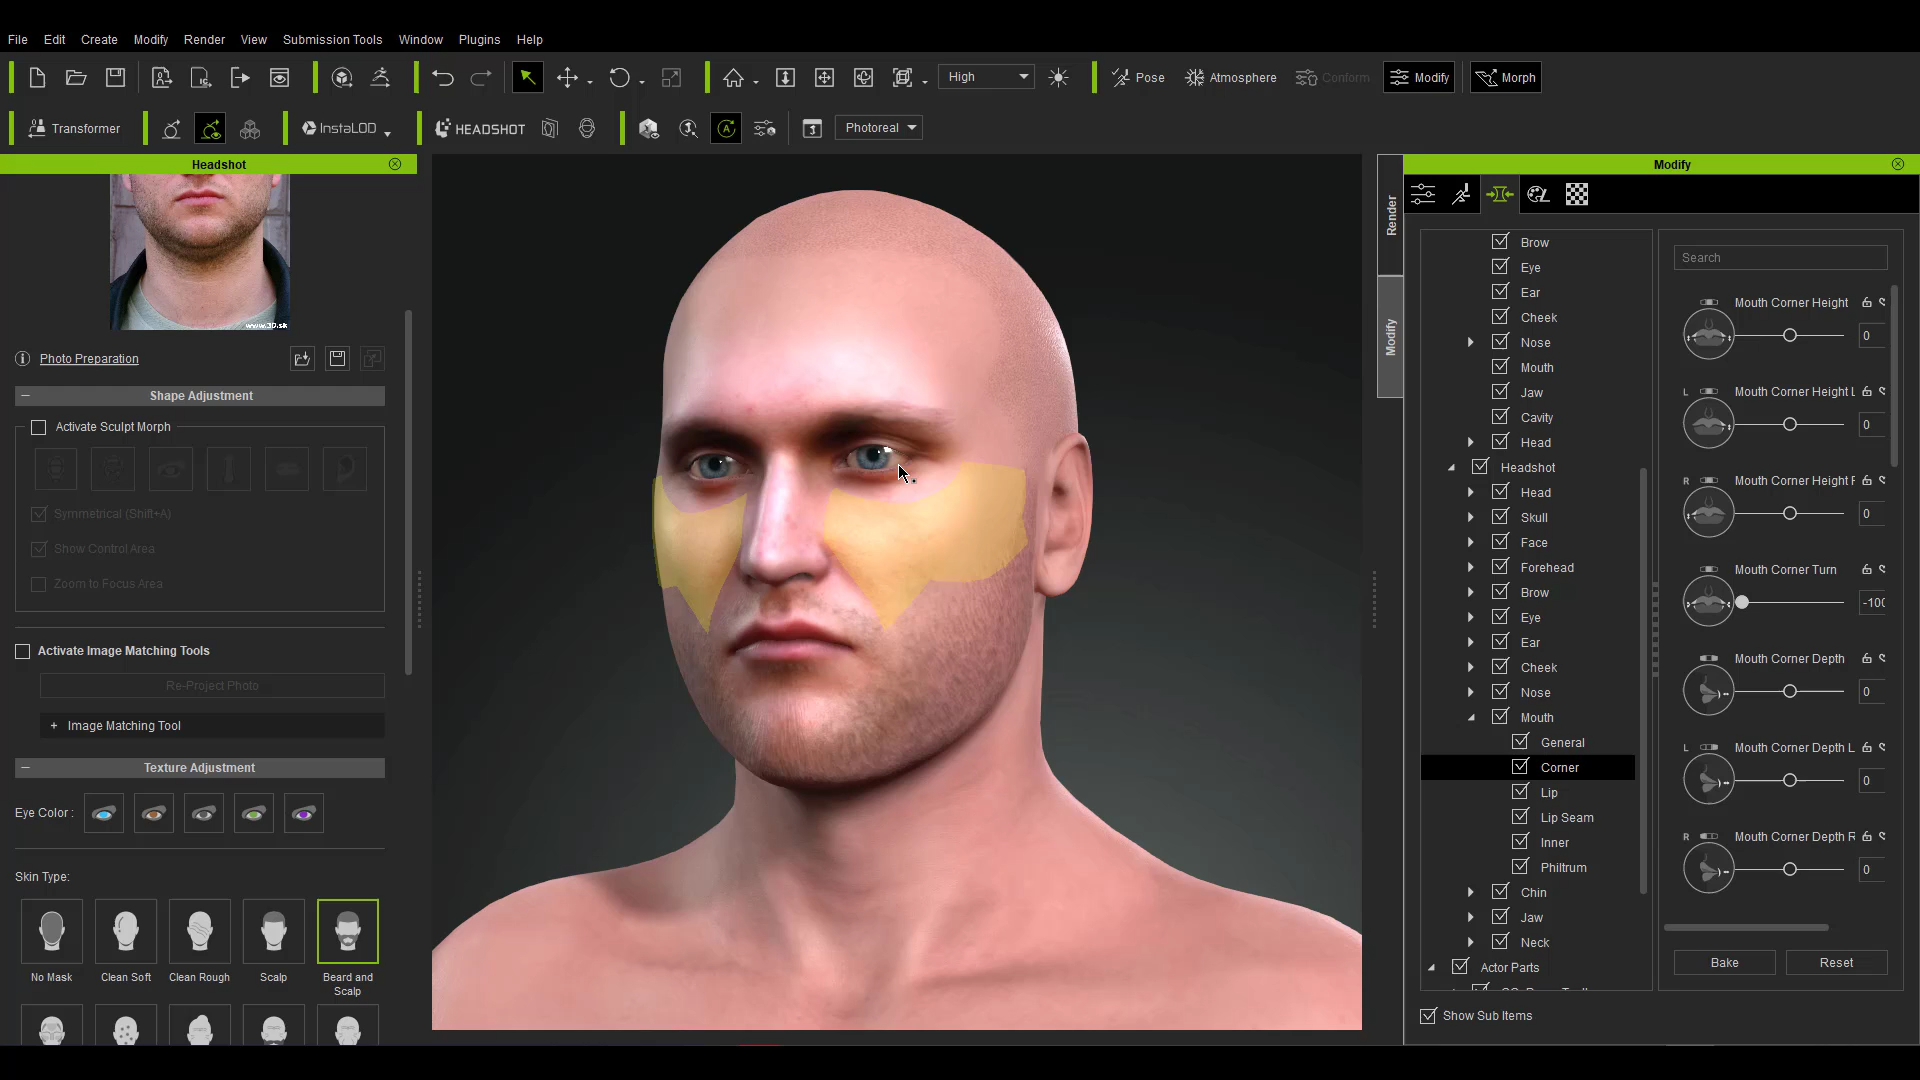 File Edit Create Modify Render View Submission Tools Window Plugins Help
High Pose Atmosphere Conform Modify Morph
Transformer InstaLOD HEADSHOT Photoreal
Headshot
www.3D.sk
Photo Preparation
Shape Adjustment
Activate Sculpt Morph
Symmetrical (Shift+A)
Show Control Area
Zoom to Focus Area
Activate Image Matching Tools
Re-Project Photo
+ Image Matching Tool
Texture Adjustment
Eye Color :
Skin Type:
No Mask Clean Soft Clean Rough Scalp Beard and
Scalp
Render
Modify
Modify
Brow
Eye
Ear
Cheek
Nose
Mouth
Jaw
Cavity
Head
Headshot
Head
Skull
Face
Forehead
Brow
Eye
Ear
Cheek
Nose
Mouth
General
Corner
Lip
Lip Seam
Inner
Philtrum
Chin
Jaw
Neck
Actor Parts
Show Sub Items
Search
Mouth Corner Height
0
L Mouth Corner Height L
0
R Mouth Corner Height R
0
Mouth Corner Turn
-100
Mouth Corner Depth
0
L Mouth Corner Depth L
0
R Mouth Corner Depth R
0
Bake Reset